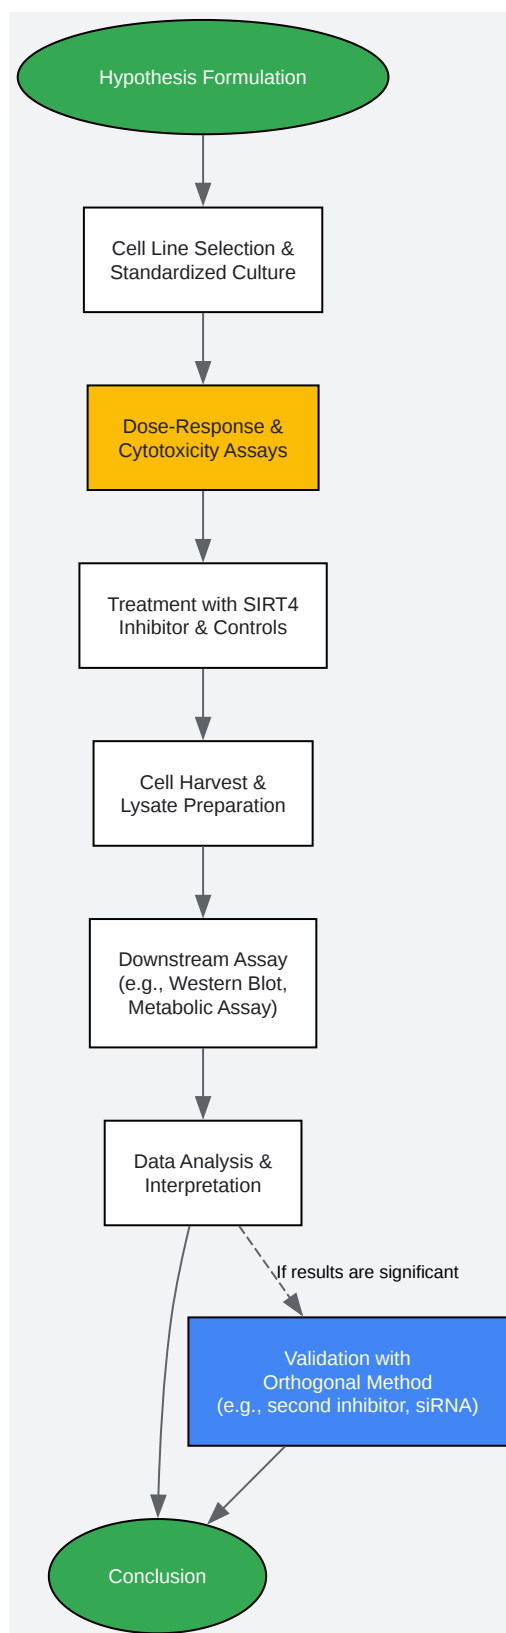 Hypothesis Formulation
Cell Line Selection &
Standardized Culture
Dose-Response &
Cytotoxicity Assays
Treatment with SIRT4
Inhibitor & Controls
Cell Harvest &
Lysate Preparation
Downstream Assay
(e.g., Western Blot,
Metabolic Assay)
Data Analysis &
Interpretation
If results are significant
Validation with
Orthogonal Method
(e.g., second inhibitor, siRNA)
Conclusion